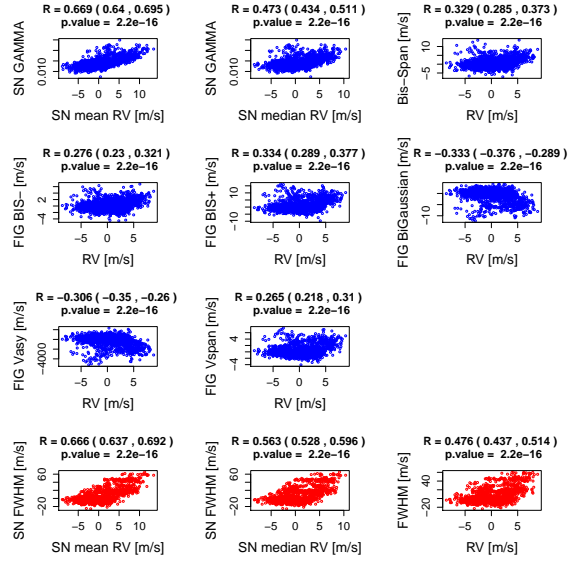 R = 0.669 ( 0.64 , 0.695 )
p.value = 2.2e−16
SN GAMMA
0.010
−5 0 5 10
SN mean RV [m/s]
R = 0.473 ( 0.434 , 0.511 )
p.value = 2.2e−16
SN GAMMA
0.010
−5 0 5 10
SN median RV [m/s]
R = 0.329 ( 0.285 , 0.373 )
p.value = 2.2e−16
Bis−Span [m/s]
−5 5
−5 0 5
RV [m/s]
R = 0.276 ( 0.23 , 0.321 )
p.value = 2.2e−16
FIG BIS− [m/s]
−4 2
−5 0 5
RV [m/s]
R = 0.334 ( 0.289 , 0.377 )
p.value = 2.2e−16
FIG BIS+ [m/s]
−10 0 10
−5 0 5
RV [m/s]
R = −0.333 ( −0.376 , −0.289 )
p.value = 2.2e−16
FIG BiGaussian [m/s]
−10
−5 0 5
RV [m/s]
R = −0.306 ( −0.35 , −0.26 )
p.value = 2.2e−16
FIG Vasy [m/s]
−4000
−5 0 5
RV [m/s]
R = 0.265 ( 0.218 , 0.31 )
p.value = 2.2e−16
FIG Vspan [m/s]
−4 4
−5 0 5
RV [m/s]
R = 0.666 ( 0.637 , 0.692 )
p.value = 2.2e−16
SN FWHM [m/s]
−20 60
−5 0 5 10
SN mean RV [m/s]
R = 0.563 ( 0.528 , 0.596 )
p.value = 2.2e−16
SN FWHM [m/s]
−20 60
−5 0 5 10
SN median RV [m/s]
R = 0.476 ( 0.437 , 0.514 )
p.value = 2.2e−16
FWHM [m/s]
−20 40
−5 0 5
RV [m/s]